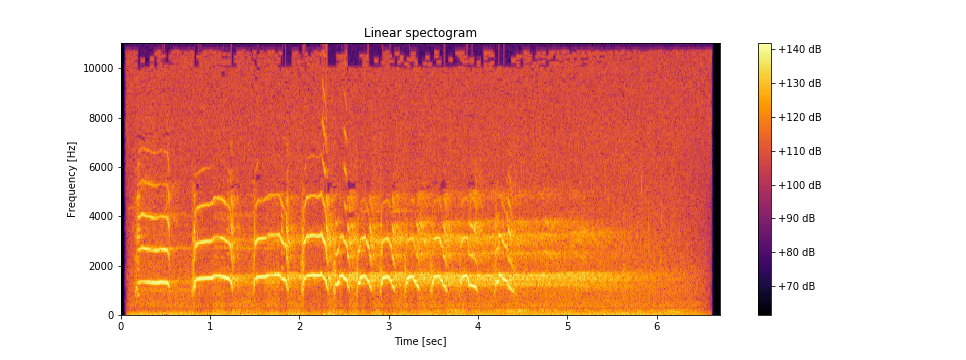 Linear spectogram
Frequency [Hz]
10000
8000
6000
4000
2000
0
0 1 2 3 4 5 6
Time [sec]
+140 dB
+130 dB
+120 dB
+110 dB
+100 dB
+90 dB
+80 dB
+70 dB